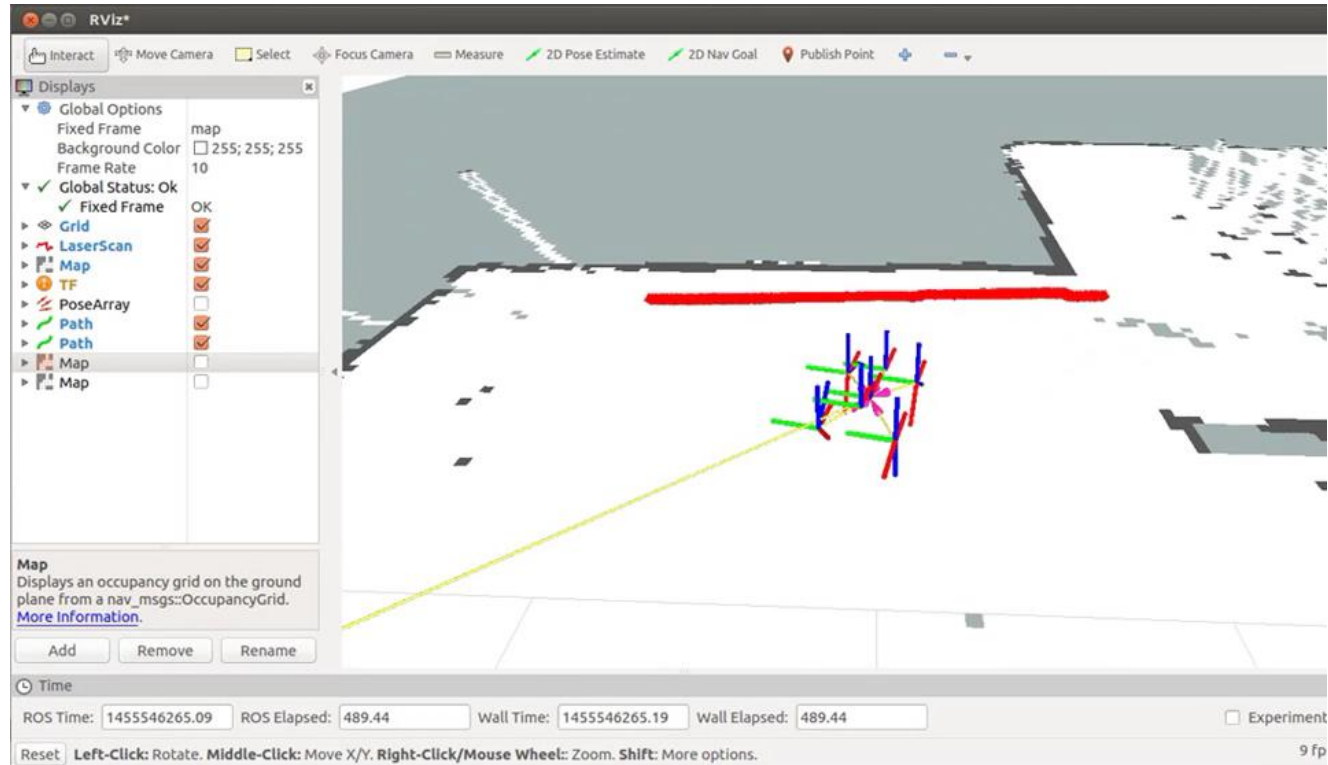 RViz*
Interact Move Camera Select Focus Camera Measure 2D Pose Estimate 2D Nav Goal Publish Point
Displays
Global Options
Fixed Frame map
Background Color 255; 255; 255
Frame Rate 10
Global Status: Ok
Fixed Frame OK
Grid
LaserScan
Map
TF
PoseArray
Path
Path
Map
Map
Map
Displays an occupancy grid on the ground
plane from a nav_msgs::OccupancyGrid.
More Information.
Add Remove Rename
Time
ROS Time: 1455546265.09 ROS Elapsed: 489.44 Wall Time: 1455546265.19 Wall Elapsed: 489.44 Experiment
Reset Left-Click: Rotate. Middle-Click: Move X/Y. Right-Click/Mouse Wheel:: Zoom. Shift: More options. 9 fp